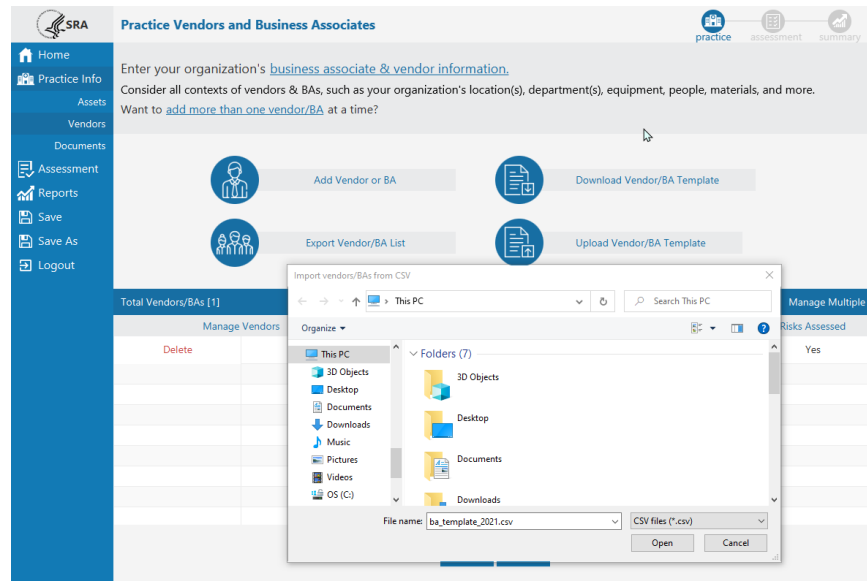 SRA
Practice Vendors and Business Associates
practice
assessment
summary
Home
Practice Info
Assets
Vendors
Documents
Assessment
Reports
Save
Save As
Logout
Enter your organization's business associate & vendor information.
Consider all contexts of vendors & BAs, such as your organization's location(s), department(s), equipment, people, materials, and more.
Want to add more than one vendor/BA at a time?
Add Vendor or BA
Download Vendor/BA Template
Export Vendor/BA List
Upload Vendor/BA Template
Total Vendors/BAs [1]
Manage Multiple
Manage Vendors
Risks Assessed
Delete
Yes
Import vendors/BAs from CSV
This PC
Search This PC
Organize
This PC
3D Objects
Desktop
Documents
Downloads
Music
Pictures
Videos
OS (C:)
Folders (7)
3D Objects
Desktop
Documents
Downloads
File name: ba_template_2021.csv
CSV files (*.csv)
Open
Cancel